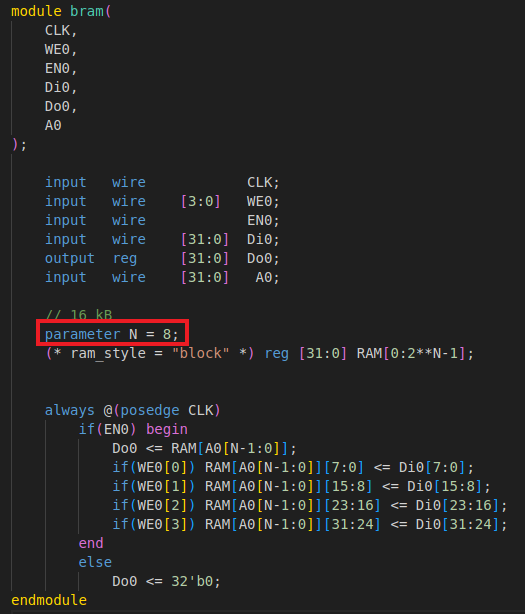 module bram(
    CLK,
    WE0,
    EN0,
    Di0,
    Do0,
    A0
);
    input   wire            CLK;
    input   wire    [3:0]   WE0;
    input   wire            EN0;
    input   wire    [31:0]  Di0;
    output  reg     [31:0]  Do0;
    input   wire    [31:0]   A0;
    // 16 kB
    parameter N = 8;
    (* ram_style = "block" *) reg [31:0] RAM[0:2**N-1];
    always @(posedge CLK)
        if(EN0) begin
            Do0 <= RAM[A0[N-1:0]];
            if(WE0[0]) RAM[A0[N-1:0]][7:0] <= Di0[7:0];
            if(WE0[1]) RAM[A0[N-1:0]][15:8] <= Di0[15:8];
            if(WE0[2]) RAM[A0[N-1:0]][23:16] <= Di0[23:16];
            if(WE0[3]) RAM[A0[N-1:0]][31:24] <= Di0[31:24];
        end
        else
            Do0 <= 32'b0;
endmodule